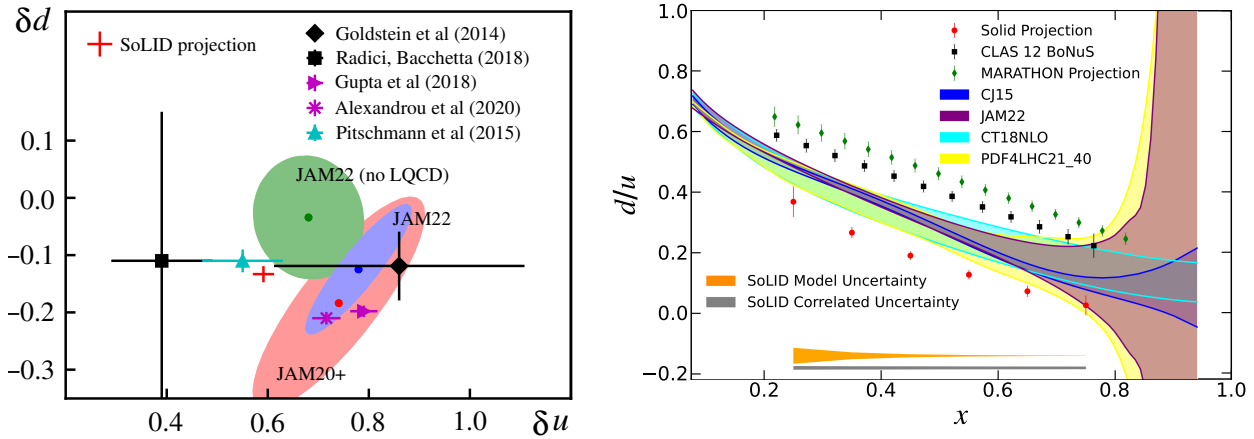 δd
SoLID projection
Goldstein et al (2014)
Radici, Bacchetta (2018)
Gupta et al (2018)
Alexandrou et al (2020)
Pitschmann et al (2015)
0.1
0.0
−0.1
−0.2
−0.3
JAM22 (no LQCD)
JAM22
JAM20+
0.4
0.6
0.8
1.0
δu
d/u
1.0
0.8
0.6
0.4
0.2
0.0
−0.2
Solid Projection
CLAS 12 BoNuS
MARATHON Projection
CJ15
JAM22
CT18NLO
PDF4LHC21_40
SoLID Model Uncertainty
SoLID Correlated Uncertainty
0.2
0.4
0.6
0.8
1.0
x